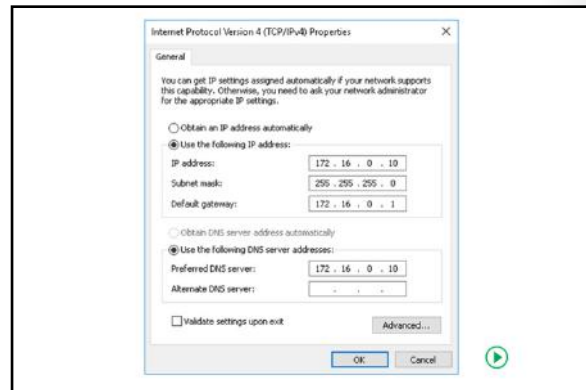 Internet Protocol Version 4 (TCP/IPv4) Properties
General
You can get IP settings assigned automatically if your network supports
this capability. Otherwise, you need to ask your network administrator
for the appropriate IP settings.
Obtain an IP address automatically
Use the following IP address:
IP address: 172 . 16 . 0 . 10
Subnet mask: 255 . 255 . 255 . 0
Default gateway: 172 . 16 . 0 . 1
Obtain DNS server address automatically
Use the following DNS server addresses:
Preferred DNS server: 172 . 16 . 0 . 10
Alternate DNS server: . . .
Validate settings upon exit
Advanced...
OK Cancel